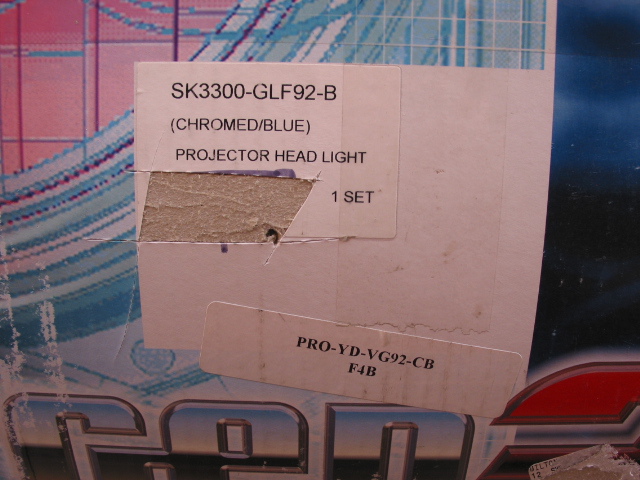 SK3300-GLF92-B
(CHROMED/BLUE)
PROJECTOR HEAD LIGHT
1 SET
PRO-YD-VG92-CB
F4B